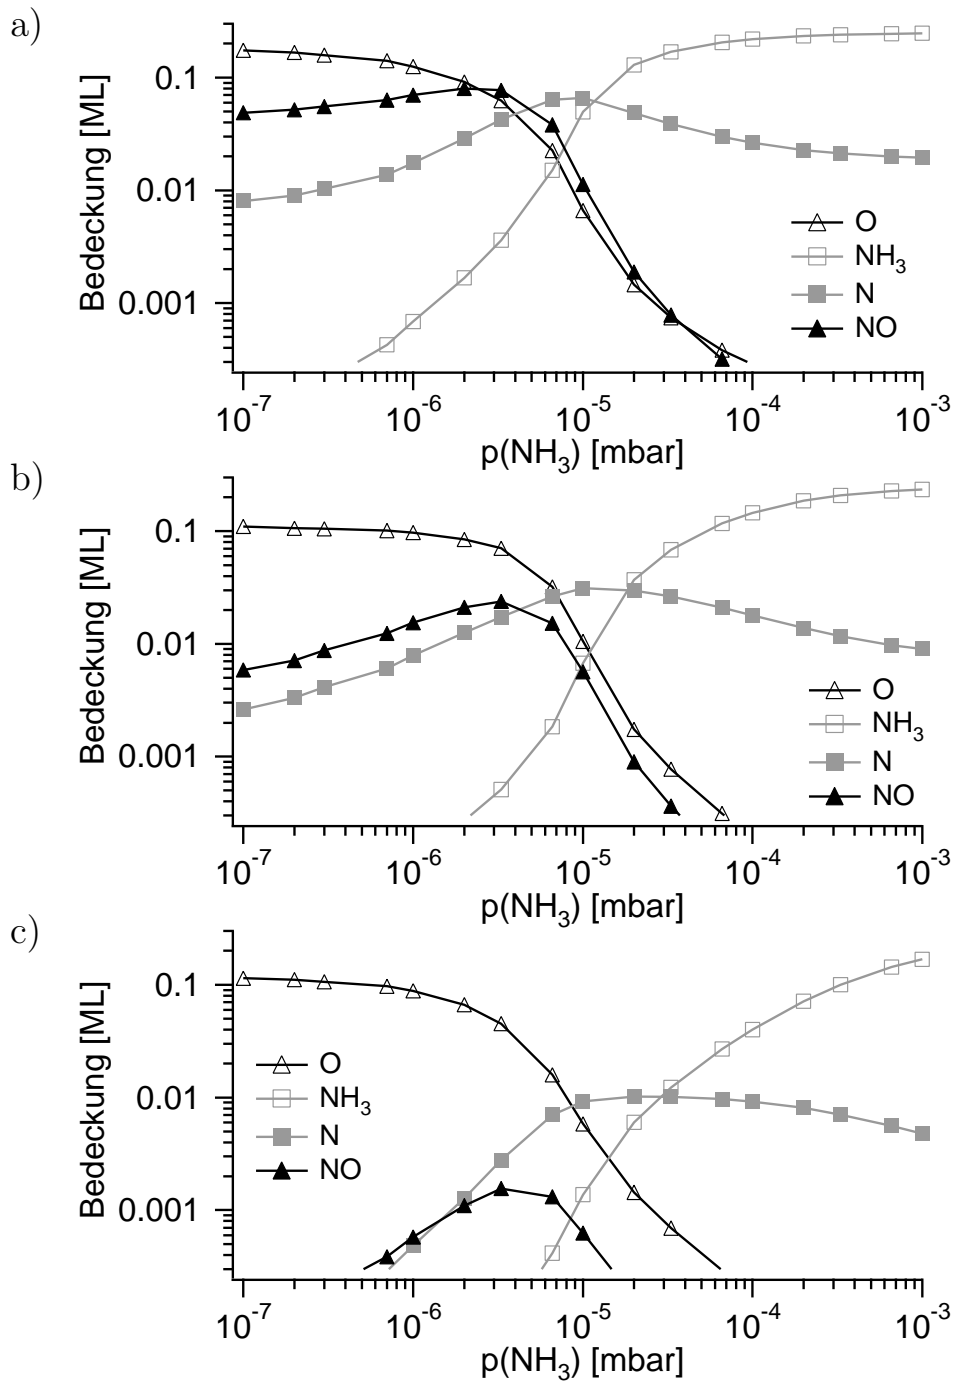 a)
Bedeckung [ML]
0.1
0.01
0.001
O
NH₃
N
NO
10⁻⁷ 10⁻⁶ 10⁻⁵ 10⁻⁴ 10⁻³
p(NH₃) [mbar]
b)
Bedeckung [ML]
0.1
0.01
0.001
O
NH₃
N
NO
10⁻⁷ 10⁻⁶ 10⁻⁵ 10⁻⁴ 10⁻³
p(NH₃) [mbar]
c)
Bedeckung [ML]
0.1
0.01
0.001
O
NH₃
N
NO
10⁻⁷ 10⁻⁶ 10⁻⁵ 10⁻⁴ 10⁻³
p(NH₃) [mbar]